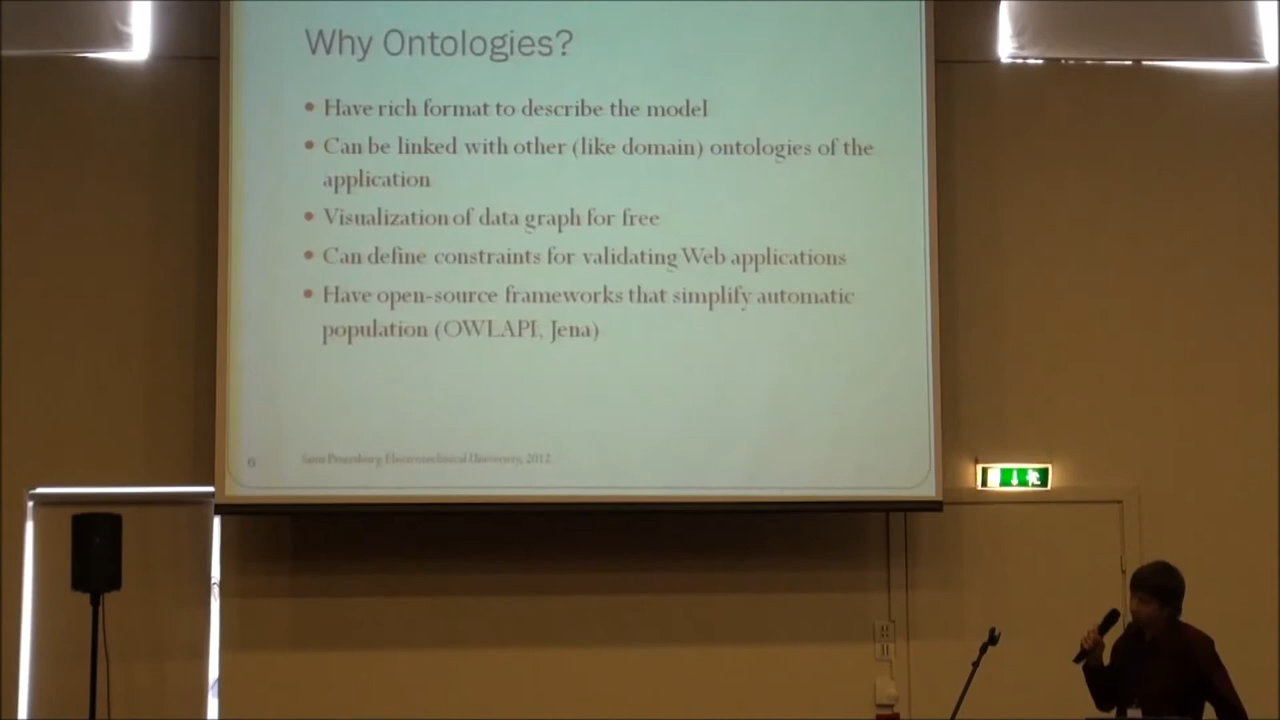 Why Ontologies?
• Have rich format to describe the model
• Can be linked with other (like domain) ontologies of the
application
• Visualization of data graph for free
• Can define constraints for validating Web applications
• Have open-source frameworks that simplify automatic
population (OWLAPI, Jena)
6 Saint Petersburg Electrotechnical University, 2012